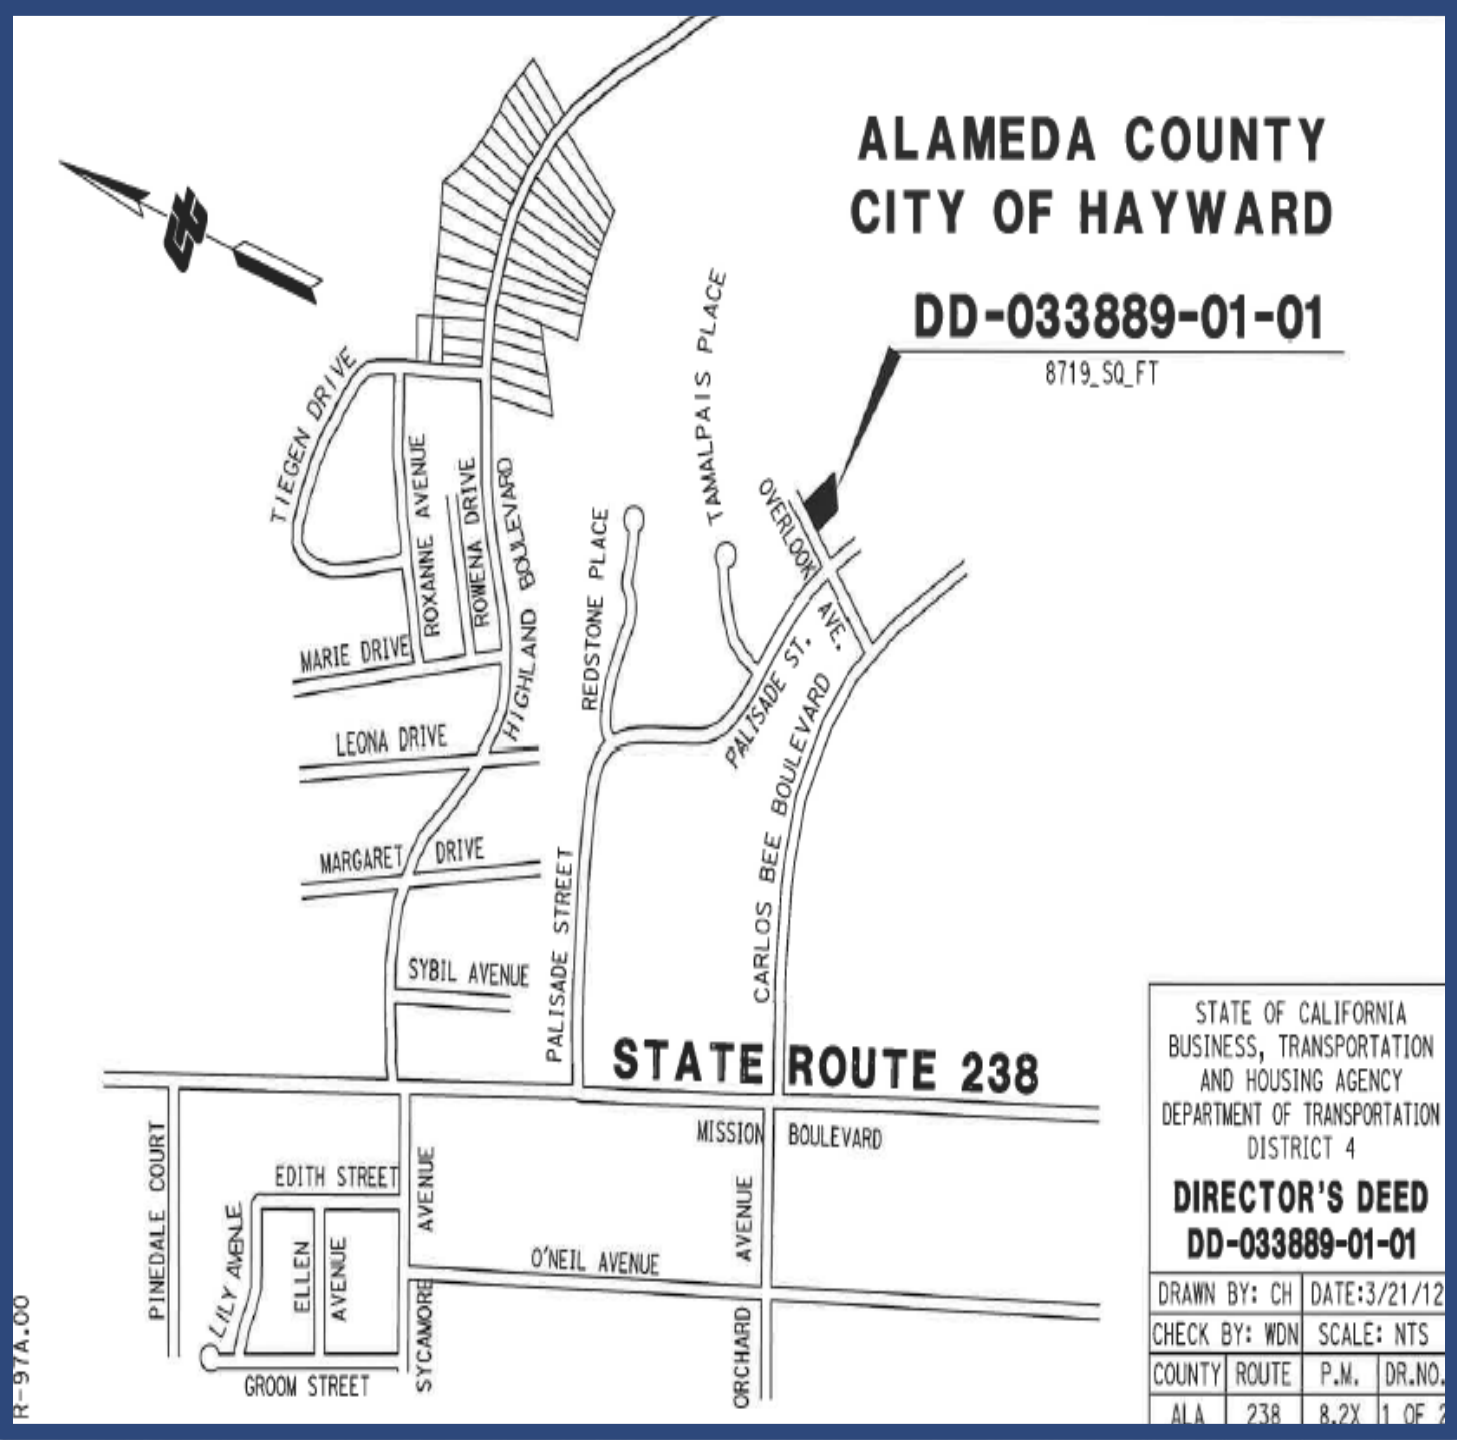 ALAMEDA COUNTY
CITY OF HAYWARD
DD-033889-01-01
8719_SQ_FT
TIEGEN DRIVE
ROXANNE AVENUE
ROWENA DRIVE
HIGHLAND BOULEVARD
REDSTONE PLACE
TAMALPAIS PLACE
OVERLOOK
AVE.
MARIE DRIVE
LEONA DRIVE
PALISADE ST.
MARGARET DRIVE
CARLOS BEE BOULEVARD
SYBIL AVENUE
PALISADE STREET
STATE ROUTE 238
MISSION BOULEVARD
PINEDALE COURT
EDITH STREET
LILY AVENUE
ELLEN
AVENUE
SYCAMORE AVENUE
O'NEIL AVENUE
ORCHARD AVENUE
GROOM STREET
R-97A.00
STATE OF CALIFORNIA
BUSINESS, TRANSPORTATION
AND HOUSING AGENCY
DEPARTMENT OF TRANSPORTATION
DISTRICT 4
DIRECTOR'S DEED
DD-033889-01-01
DRAWN BY: CH DATE:3/21/12
CHECK BY: WDN SCALE: NTS
COUNTY ROUTE P.M. DR.NO.
ALA 238 8.2X 1 OF 2